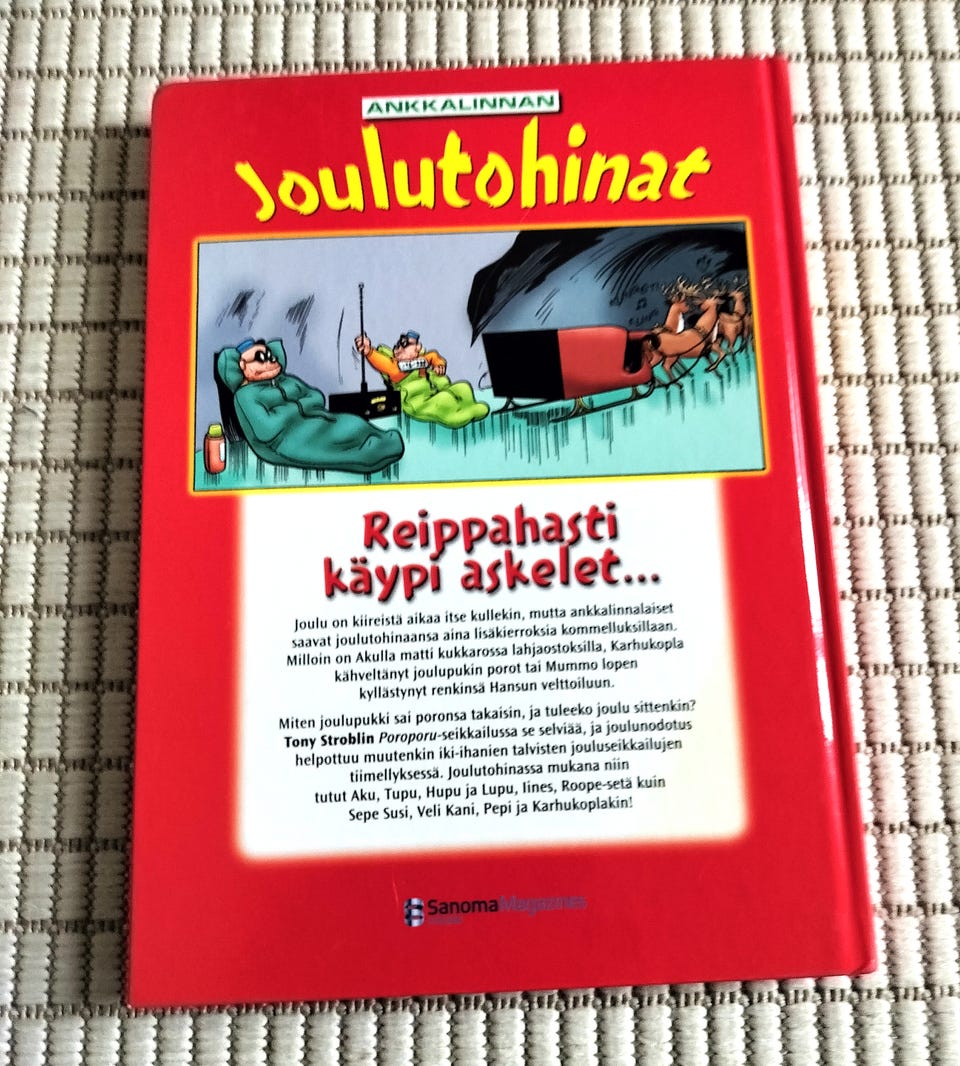 ANKKALINNAN
Joulutohinat
Reippahasti
käypi askelet...
Joulu on kiireistä aikaa itse kullekin, mutta ankkalinnalaiset
saavat joulutohinaansa aina lisäkierroksia kommelluksillaan.
Milloin on Akulla matti kukkarossa lahjaostoksilla, Karhukopla
kähveltänyt joulupukin porot tai Mummo lopen
kyllästynyt renkinsä Hansun velttoiluun.
Miten joulupukki sai poronsa takaisin, ja tuleeko joulu sittenkin?
Tony Stroblin Poroporu-seikkailussa se selviää, ja joulunodotus
helpottuu muutenkin iki-ihanien talvisten jouluseikkailujen
tiimellyksessä. Joulutohinassa mukana niin
tutut Aku, Tupu, Hupu ja Lupu, Iines, Roope-setä kuin
Sepe Susi, Veli Kani, Pepi ja Karhukoplakin!
SanomaMagazines